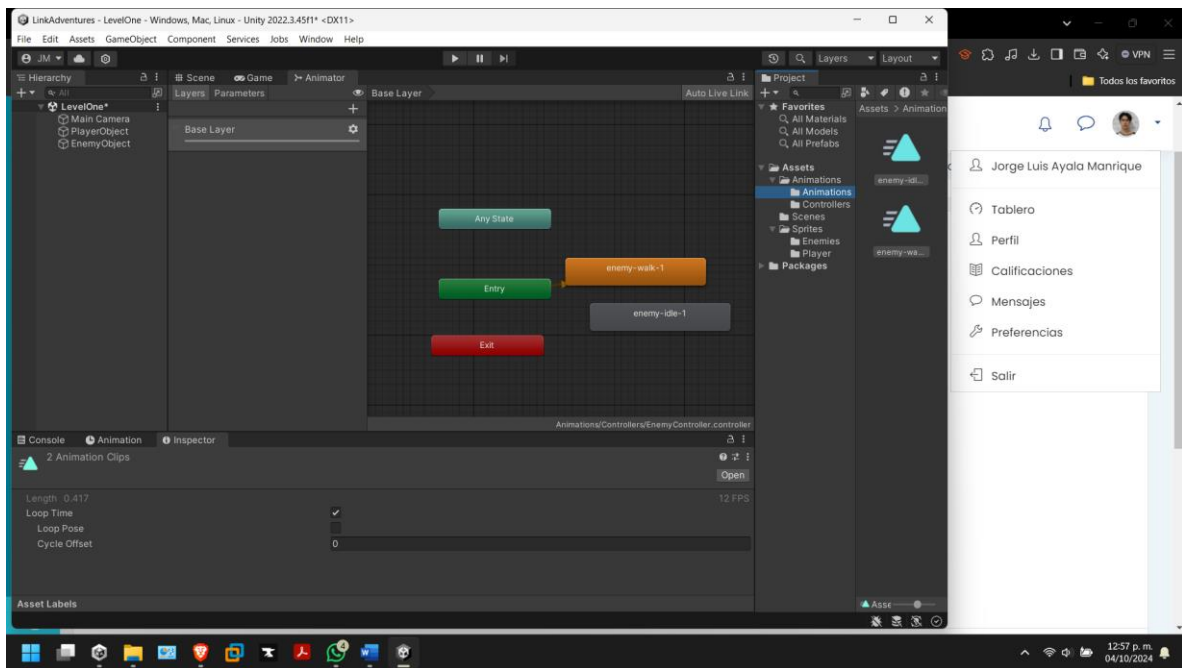 LinkAdventures - LevelOne - Windows, Mac, Linux - Unity 2022.3.45f1* <DX11>
File Edit Assets GameObject Component Services Jobs Window Help
JM
Layers Layout
Hierarchy
Scene Game Animator
Project
All
Layers Parameters
Base Layer
Auto Live Link
LevelOne*
Main Camera
PlayerObject
EnemyObject
Base Layer
Any State
Entry
Exit
enemy-walk-1
enemy-idle-1
Animations/Controllers/EnemyController.controller
Favorites
All Materials
All Models
All Prefabs
Assets
Animations
Animations
Controllers
Scenes
Sprites
Enemies
Player
Packages
Assets > Animation
enemy-idl...
enemy-wa...
Console Animation Inspector
2 Animation Clips
Open
Length 0.417
12 FPS
Loop Time
Loop Pose
Cycle Offset
0
Asset Labels
Asse
VPN
Todos los favoritos
Jorge Luis Ayala Manrique
Tablero
Perfil
Calificaciones
Mensajes
Preferencias
Salir
4
12:57 p. m.
04/10/2024